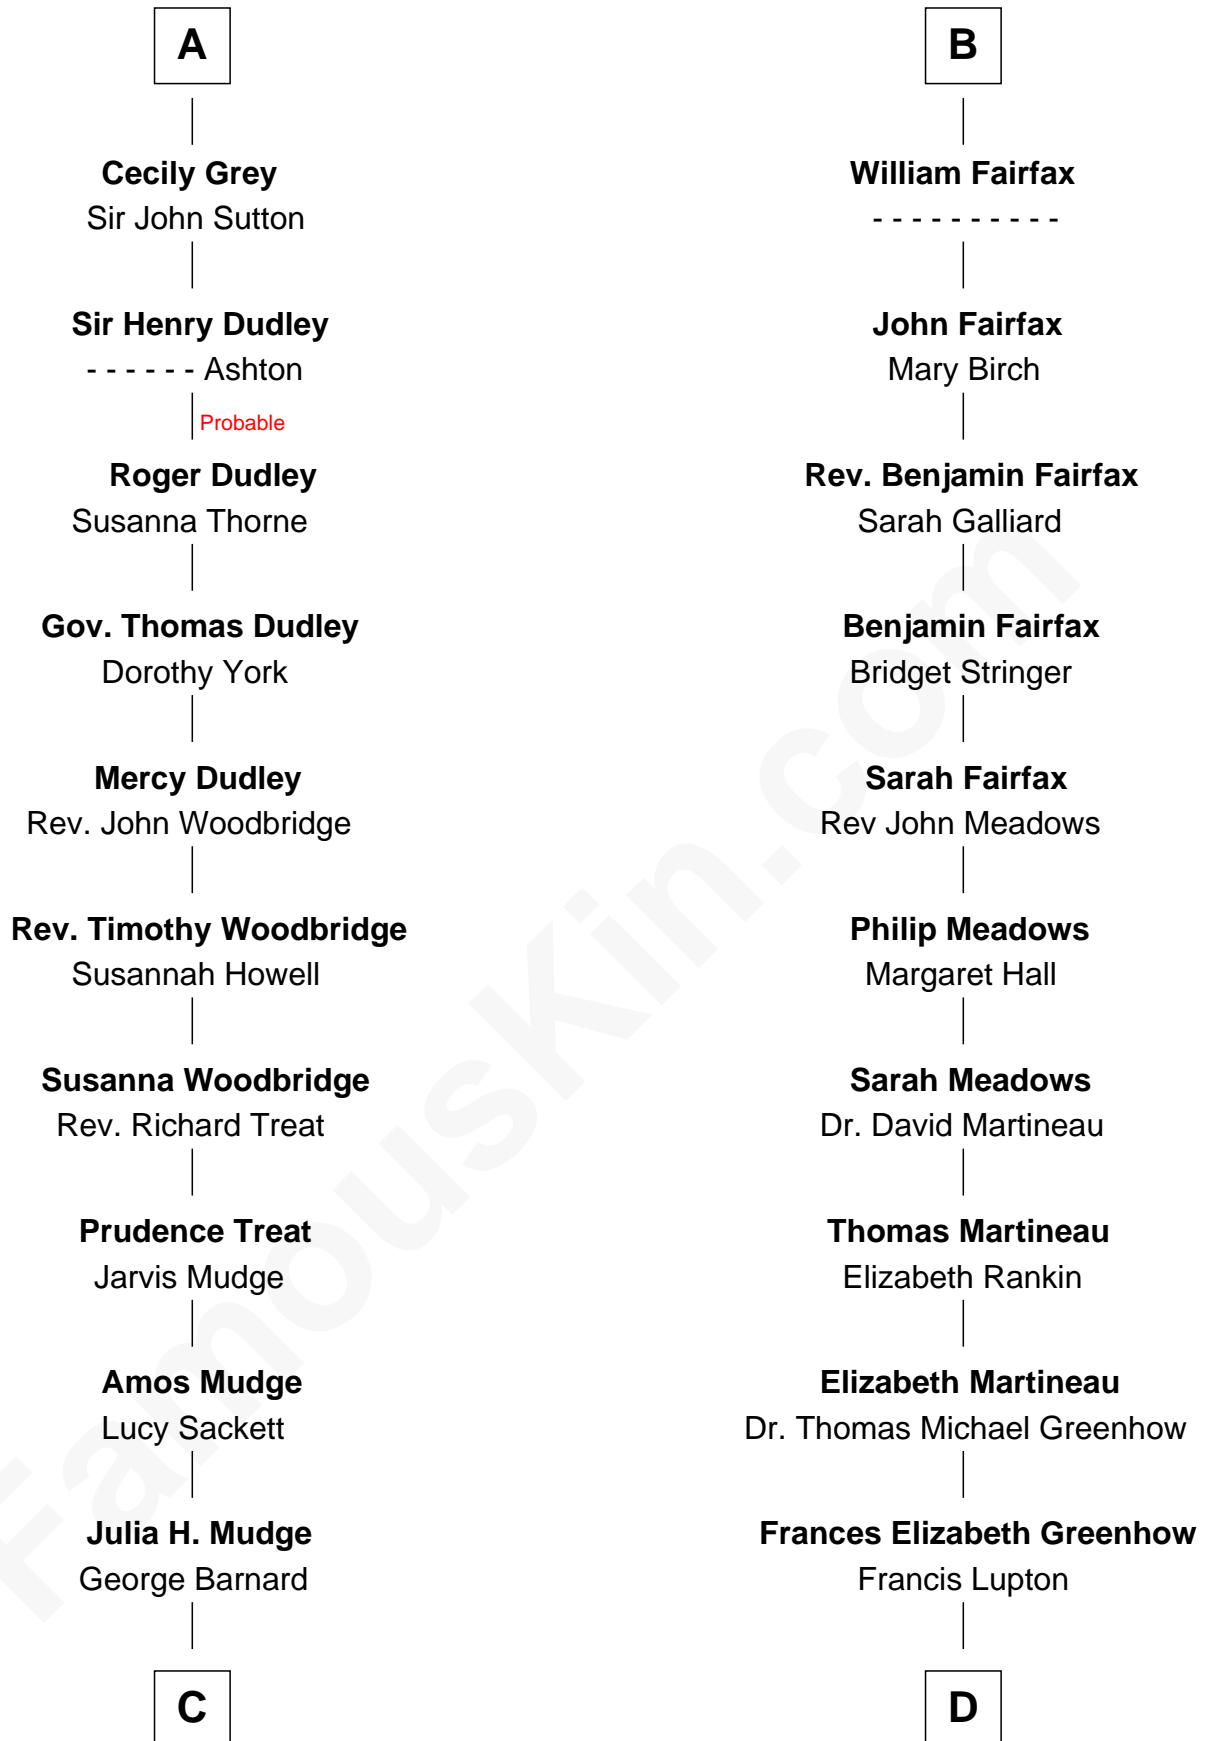 A
Cecily Grey
Sir John Sutton
Sir Henry Dudley
- - - - - - Ashton
Probable
Roger Dudley
Susanna Thorne
Gov. Thomas Dudley
Dorothy York
Mercy Dudley
Rev. John Woodbridge
Rev. Timothy Woodbridge
Susannah Howell
Susanna Woodbridge
Rev. Richard Treat
Prudence Treat
Jarvis Mudge
Amos Mudge
Lucy Sackett
Julia H. Mudge
George Barnard
C
B
William Fairfax
- - - - - - - - - -
John Fairfax
Mary Birch
Rev. Benjamin Fairfax
Sarah Galliard
Benjamin Fairfax
Bridget Stringer
Sarah Fairfax
Rev John Meadows
Philip Meadows
Margaret Hall
Sarah Meadows
Dr. David Martineau
Thomas Martineau
Elizabeth Rankin
Elizabeth Martineau
Dr. Thomas Michael Greenhow
Frances Elizabeth Greenhow
Francis Lupton
D
FamousKin.com